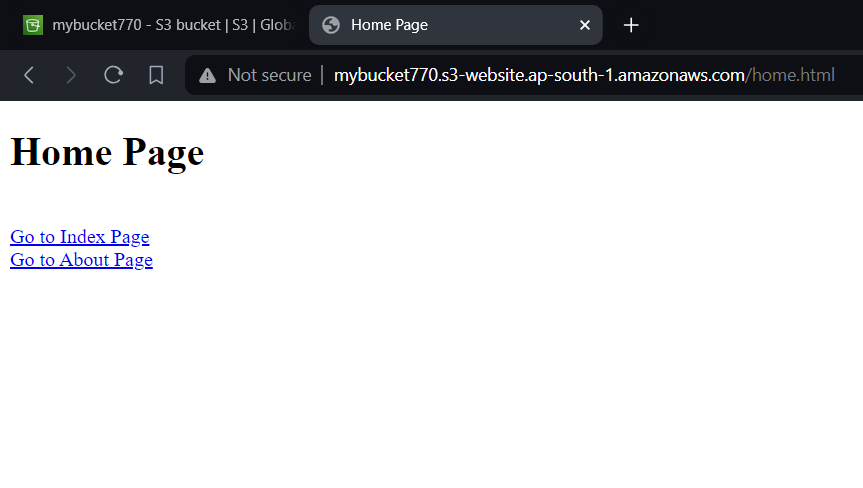 mybucket770 - S3 bucket | S3 | Globa
Home Page
Not secure | mybucket770.s3-website.ap-south-1.amazonaws.com/home.html
Home Page
Go to Index Page
Go to About Page